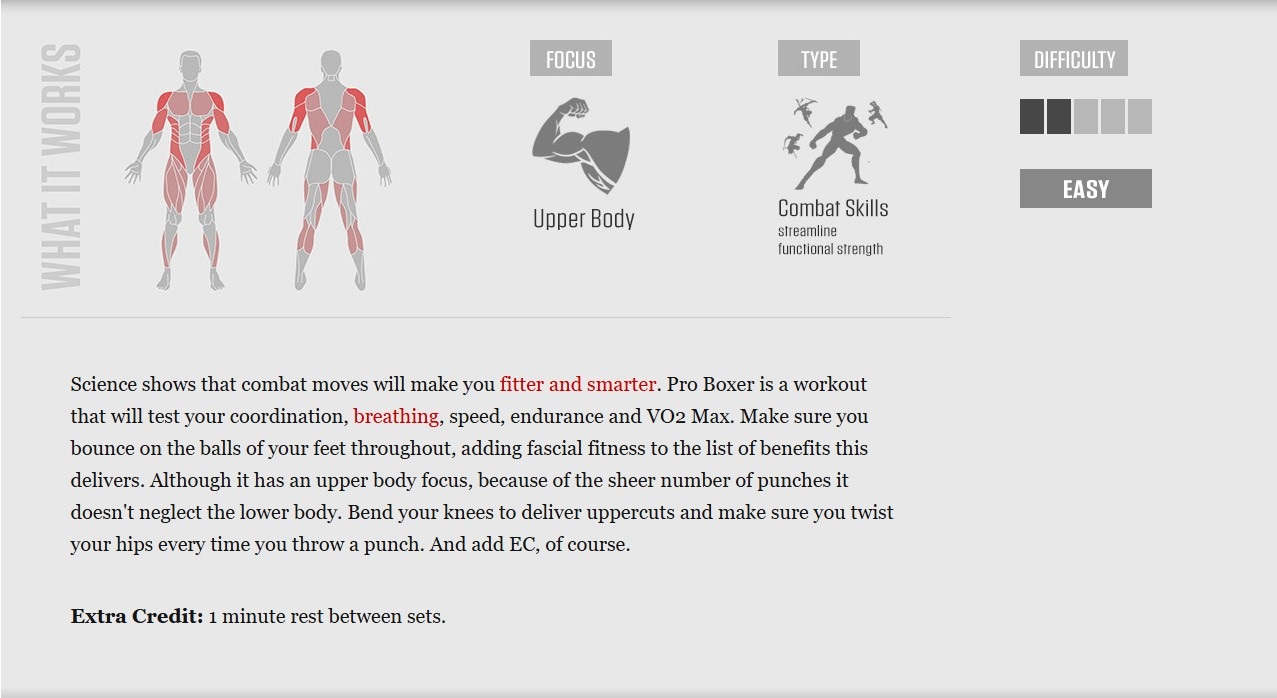 WHAT IT WORKS
FOCUS
Upper Body
TYPE
Combat Skills
streamline
functional strength
DIFFICULTY
EASY
Science shows that combat moves will make you fitter and smarter. Pro Boxer is a workout
that will test your coordination, breathing, speed, endurance and VO2 Max. Make sure you
bounce on the balls of your feet throughout, adding fascial fitness to the list of benefits this
delivers. Although it has an upper body focus, because of the sheer number of punches it
doesn't neglect the lower body. Bend your knees to deliver uppercuts and make sure you twist
your hips every time you throw a punch. And add EC, of course.
Extra Credit: 1 minute rest between sets.